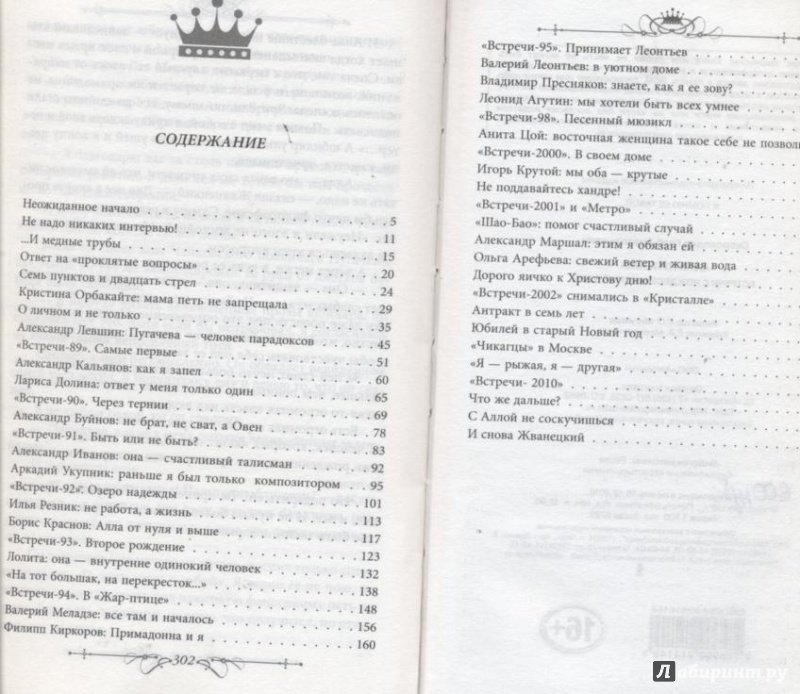 СОДЕРЖАНИЕ
Неожиданное начало . . . 5
Не надо никаких интервью! . . . 11
...И медные трубы . . . 15
Ответ на «проклятые вопросы» . . . 20
Семь пунктов и двадцать стрел . . . 24
Кристина Орбакайте: мама петь не запрещала . . . 29
О личном и не только . . . 35
Александр Левшин: Пугачева — человек парадоксов . . . 45
«Встречи-89». Самые первые . . . 51
Александр Кальянов: как я запел . . . 60
Лариса Долина: ответ у меня только один . . . 65
«Встречи-90». Через тернии . . . 69
Александр Буйнов: не брат, не сват, а Овен . . . 78
«Встречи-91». Быть или не быть? . . . 83
Александр Иванов: она — счастливый талисман . . . 92
Аркадий Укупник: раньше я был только композитором . . . 95
«Встречи-92». Озеро надежды . . . 101
Илья Резник: не работа, а жизнь . . . 113
Борис Краснов: Алла от нуля и выше . . . 117
«Встречи-93». Второе рождение . . . 123
Лолита: она — внутренне одинокий человек . . . 132
«На тот большак, на перекресток...» . . . 138
«Встречи-94». В «Жар-птице» . . . 148
Валерий Меладзе: все там и началось . . . 156
Филипп Киркоров: Примадонна и я . . . 160
302
«Встречи-95». Принимает Леонтьев
Валерий Леонтьев: в уютном доме
Владимир Пресняков: знаете, как я ее зову?
Леонид Агутин: мы хотели быть всех умнее
«Встречи-98». Песенный мюзикл
Анита Цой: восточная женщина такое себе не позволи
«Встречи-2000». В своем доме
Игорь Крутой: мы оба — крутые
Не поддавайтесь хандре!
«Встречи-2001» и «Метро»
«Шао-Бао»: помог счастливый случай
Александр Маршал: этим я обязан ей
Ольга Арефьева: свежий ветер и живая вода
Дорого яичко к Христову дню!
«Встречи-2002» снимались в «Кристалле»
Антракт в семь лет
Юбилей в старый Новый год
«Чикагцы» в Москве
«Я — рыжая, я — другая»
«Встречи- 2010»
Что же дальше?
С Аллой не соскучишься
И снова Жванецкий
16+
Лабиринт.ру